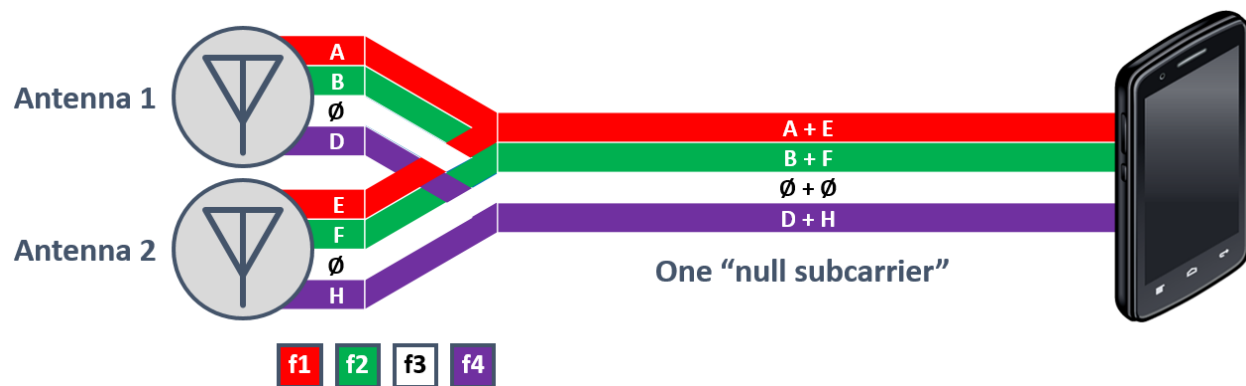 A
B
Ø
D
Antenna 1
A + E
B + F
Ø + Ø
D + H
E
F
Ø
H
Antenna 2
One “null subcarrier”
f1 f2 f3 f4